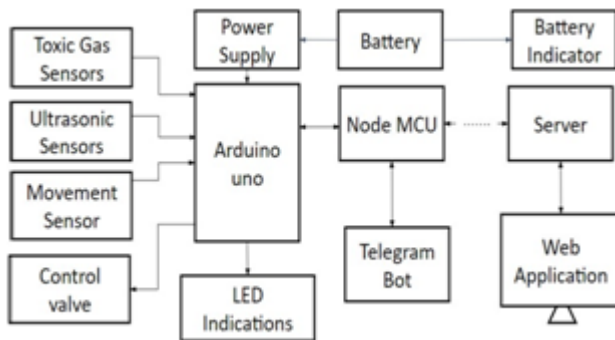 Toxic Gas
Sensors
Power
Supply
Battery
Battery
Indicator
Ultrasonic
Sensors
Arduino
uno
Node MCU
Server
Movement
Sensor
Control
valve
LED
Indications
Telegram
Bot
Web
Application